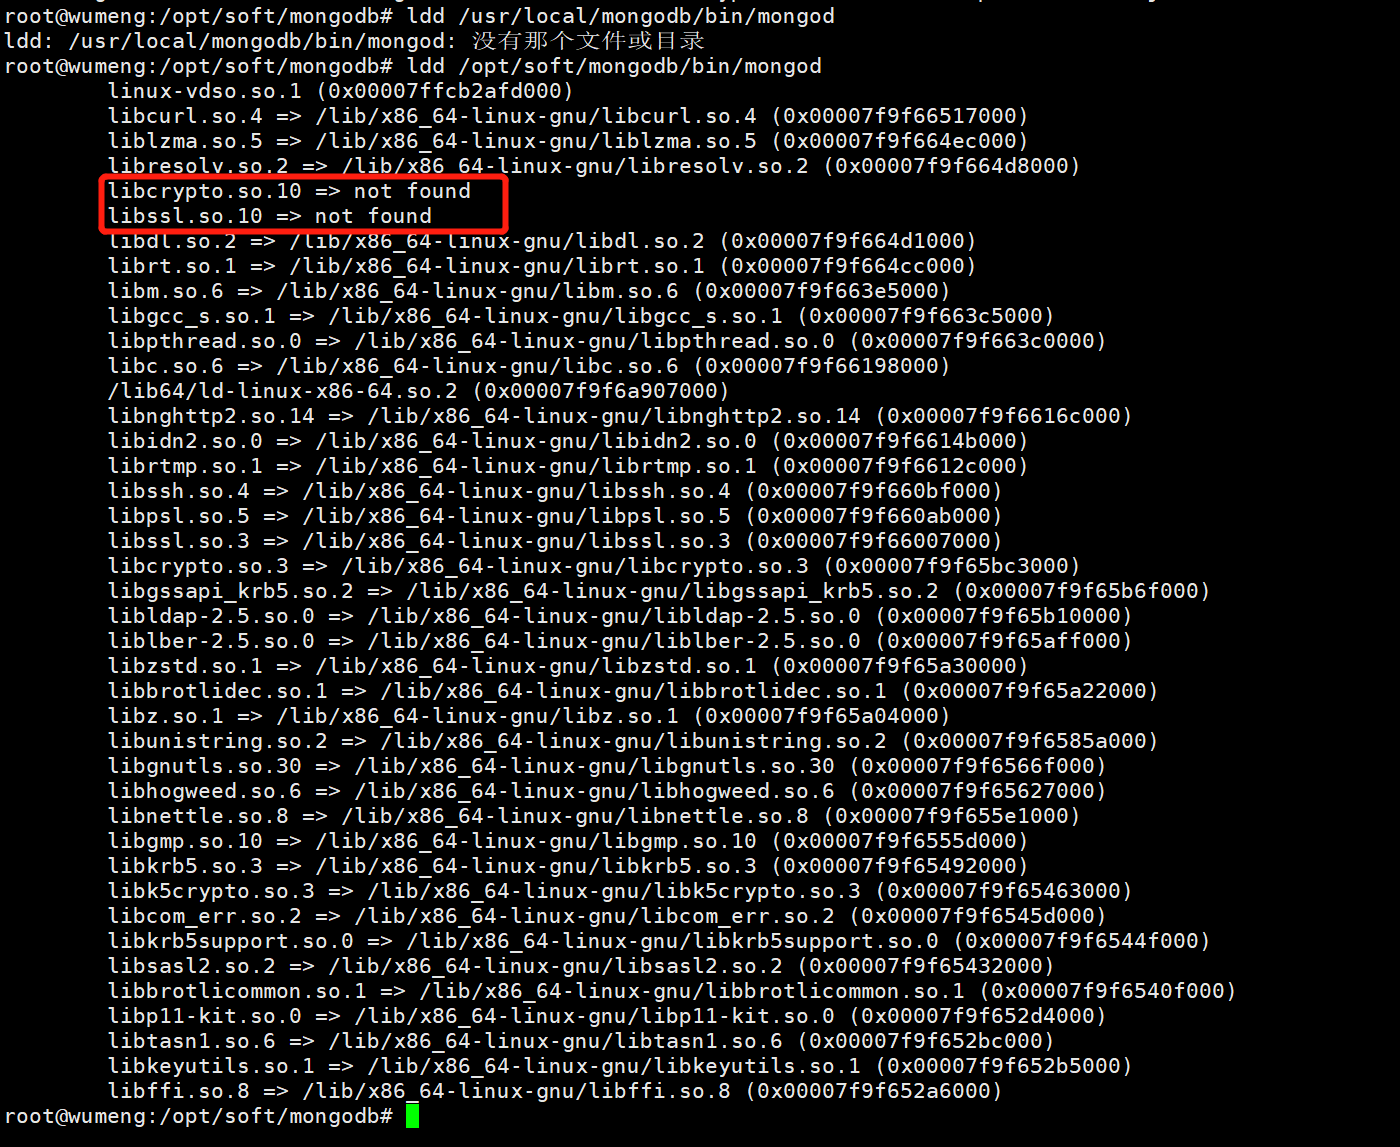 root@wumeng:/opt/soft/mongodb# ldd /usr/local/mongodb/bin/mongod
ldd: /usr/local/mongodb/bin/mongod: 没有那个文件或目录
root@wumeng:/opt/soft/mongodb# ldd /opt/soft/mongodb/bin/mongod
linux-vdso.so.1 (0x00007ffcb2afd000)
libcurl.so.4 => /lib/x86_64-linux-gnu/libcurl.so.4 (0x00007f9f66517000)
liblzma.so.5 => /lib/x86_64-linux-gnu/liblzma.so.5 (0x00007f9f664ec000)
libresolv.so.2 => /lib/x86_64-linux-gnu/libresolv.so.2 (0x00007f9f664d8000)
libcrypto.so.10 => not found
libssl.so.10 => not found
libdl.so.2 => /lib/x86_64-linux-gnu/libdl.so.2 (0x00007f9f664d1000)
librt.so.1 => /lib/x86_64-linux-gnu/librt.so.1 (0x00007f9f664cc000)
libm.so.6 => /lib/x86_64-linux-gnu/libm.so.6 (0x00007f9f663e5000)
libgcc_s.so.1 => /lib/x86_64-linux-gnu/libgcc_s.so.1 (0x00007f9f663c5000)
libpthread.so.0 => /lib/x86_64-linux-gnu/libpthread.so.0 (0x00007f9f663c0000)
libc.so.6 => /lib/x86_64-linux-gnu/libc.so.6 (0x00007f9f66198000)
/lib64/ld-linux-x86-64.so.2 (0x00007f9f6a907000)
libnghttp2.so.14 => /lib/x86_64-linux-gnu/libnghttp2.so.14 (0x00007f9f6616c000)
libidn2.so.0 => /lib/x86_64-linux-gnu/libidn2.so.0 (0x00007f9f6614b000)
librtmp.so.1 => /lib/x86_64-linux-gnu/librtmp.so.1 (0x00007f9f6612c000)
libssh.so.4 => /lib/x86_64-linux-gnu/libssh.so.4 (0x00007f9f660bf000)
libpsl.so.5 => /lib/x86_64-linux-gnu/libpsl.so.5 (0x00007f9f660ab000)
libssl.so.3 => /lib/x86_64-linux-gnu/libssl.so.3 (0x00007f9f66007000)
libcrypto.so.3 => /lib/x86_64-linux-gnu/libcrypto.so.3 (0x00007f9f65bc3000)
libgssapi_krb5.so.2 => /lib/x86_64-linux-gnu/libgssapi_krb5.so.2 (0x00007f9f65b6f000)
libldap-2.5.so.0 => /lib/x86_64-linux-gnu/libldap-2.5.so.0 (0x00007f9f65b10000)
liblber-2.5.so.0 => /lib/x86_64-linux-gnu/liblber-2.5.so.0 (0x00007f9f65aff000)
libzstd.so.1 => /lib/x86_64-linux-gnu/libzstd.so.1 (0x00007f9f65a30000)
libbrotlidec.so.1 => /lib/x86_64-linux-gnu/libbrotlidec.so.1 (0x00007f9f65a22000)
libz.so.1 => /lib/x86_64-linux-gnu/libz.so.1 (0x00007f9f65a04000)
libunistring.so.2 => /lib/x86_64-linux-gnu/libunistring.so.2 (0x00007f9f6585a000)
libgnutls.so.30 => /lib/x86_64-linux-gnu/libgnutls.so.30 (0x00007f9f6566f000)
libhogweed.so.6 => /lib/x86_64-linux-gnu/libhogweed.so.6 (0x00007f9f65627000)
libnettle.so.8 => /lib/x86_64-linux-gnu/libnettle.so.8 (0x00007f9f655e1000)
libgmp.so.10 => /lib/x86_64-linux-gnu/libgmp.so.10 (0x00007f9f6555d000)
libkrb5.so.3 => /lib/x86_64-linux-gnu/libkrb5.so.3 (0x00007f9f65492000)
libk5crypto.so.3 => /lib/x86_64-linux-gnu/libk5crypto.so.3 (0x00007f9f65463000)
libcom_err.so.2 => /lib/x86_64-linux-gnu/libcom_err.so.2 (0x00007f9f6545d000)
libkrb5support.so.0 => /lib/x86_64-linux-gnu/libkrb5support.so.0 (0x00007f9f6544f000)
libsasl2.so.2 => /lib/x86_64-linux-gnu/libsasl2.so.2 (0x00007f9f65432000)
libbrotlicommon.so.1 => /lib/x86_64-linux-gnu/libbrotlicommon.so.1 (0x00007f9f6540f000)
libp11-kit.so.0 => /lib/x86_64-linux-gnu/libp11-kit.so.0 (0x00007f9f652d4000)
libtasn1.so.6 => /lib/x86_64-linux-gnu/libtasn1.so.6 (0x00007f9f652bc000)
libkeyutils.so.1 => /lib/x86_64-linux-gnu/libkeyutils.so.1 (0x00007f9f652b5000)
libffi.so.8 => /lib/x86_64-linux-gnu/libffi.so.8 (0x00007f9f652a6000)
root@wumeng:/opt/soft/mongodb#